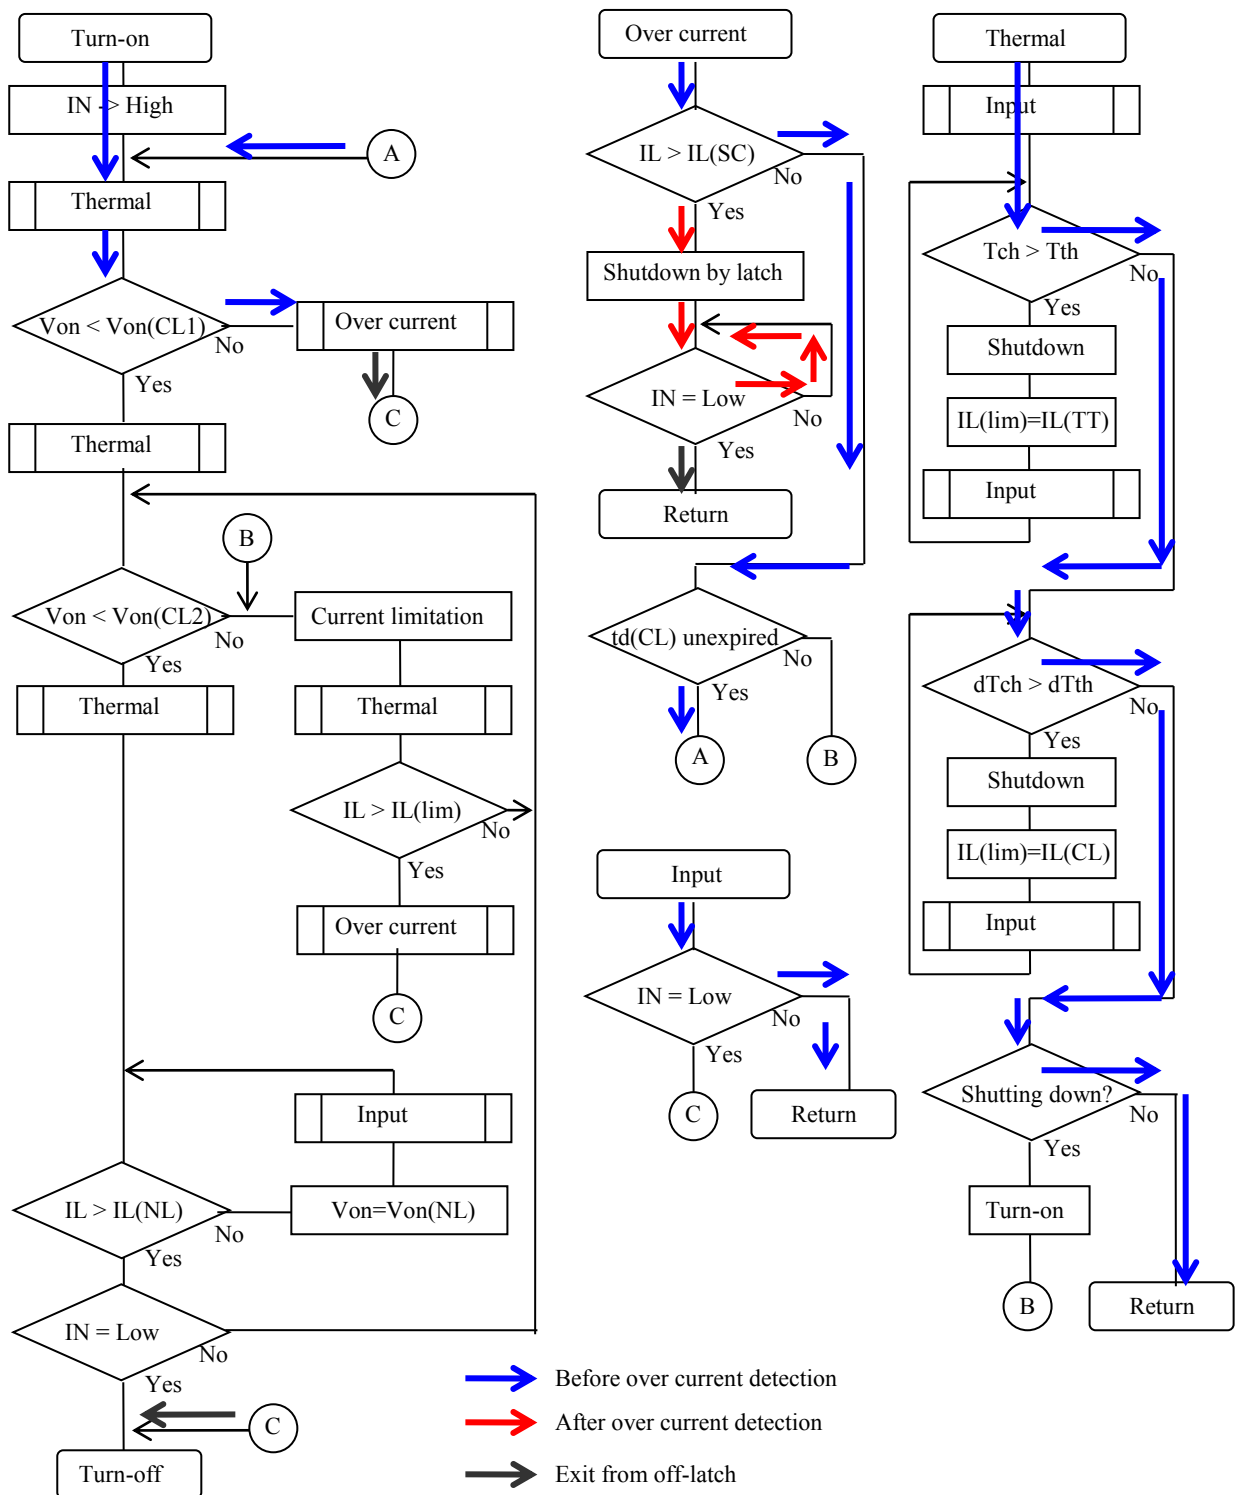 Turn-on
IN -> High
A
Thermal
Von < Von(CL1)
No
Yes
Over current
C
Thermal
B
Von < Von(CL2)
No
Yes
Current limitation
Thermal
Thermal
IL > IL(lim)
No
Yes
Over current
C
Input
IL > IL(NL)
No
Yes
Von=Von(NL)
IN = Low
No
Yes
C
Turn-off
Over current
IL > IL(SC)
No
Yes
Shutdown by latch
IN = Low
No
Yes
Return
td(CL) unexpired
No
Yes
A
B
Input
IN = Low
No
Yes
C
Return
Thermal
Input
Tch > Tth
No
Yes
Shutdown
IL(lim)=IL(TT)
Input
dTch > dTth
No
Yes
Shutdown
IL(lim)=IL(CL)
Input
Shutting down?
No
Yes
Turn-on
B
Return
Before over current detection
After over current detection
Exit from off-latch